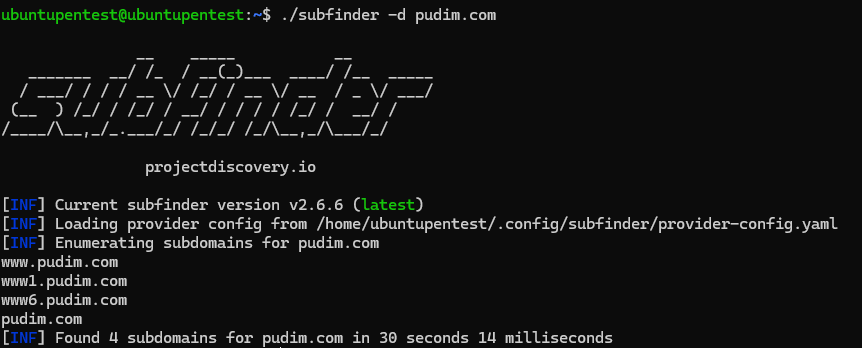 ubuntupentest@ubuntupentest:~$ ./subfinder -d pudim.com
subfinder
projectdiscovery.io
[INF] Current subfinder version v2.6.6 (latest)
[INF] Loading provider config from /home/ubuntupentest/.config/subfinder/provider-config.yaml
[INF] Enumerating subdomains for pudim.com
www.pudim.com
www1.pudim.com
www6.pudim.com
pudim.com
[INF] Found 4 subdomains for pudim.com in 30 seconds 14 milliseconds